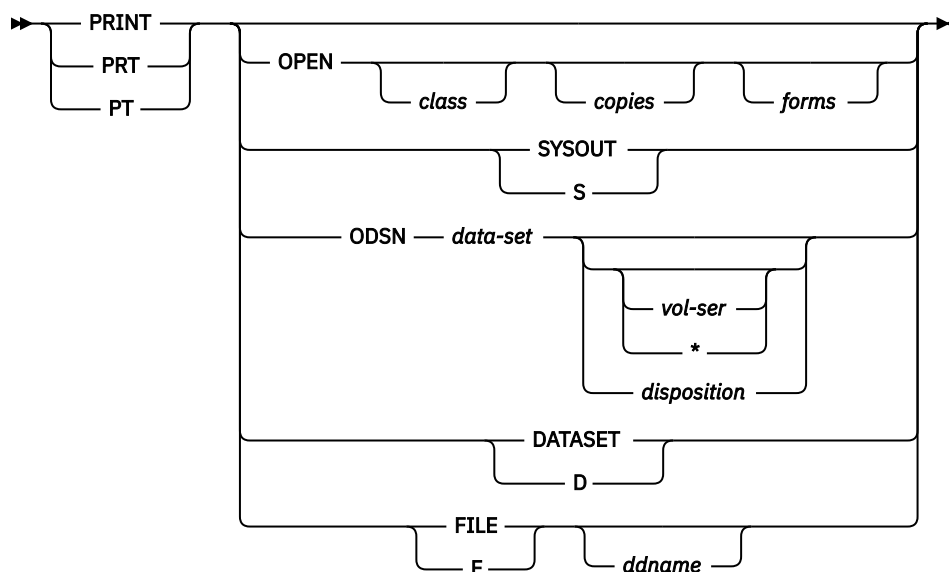 PRINT
PRT
PT
OPEN class copies forms
SYSOUT
S
ODSN data-set
vol-ser
*
disposition
DATASET
D
FILE
F ddname